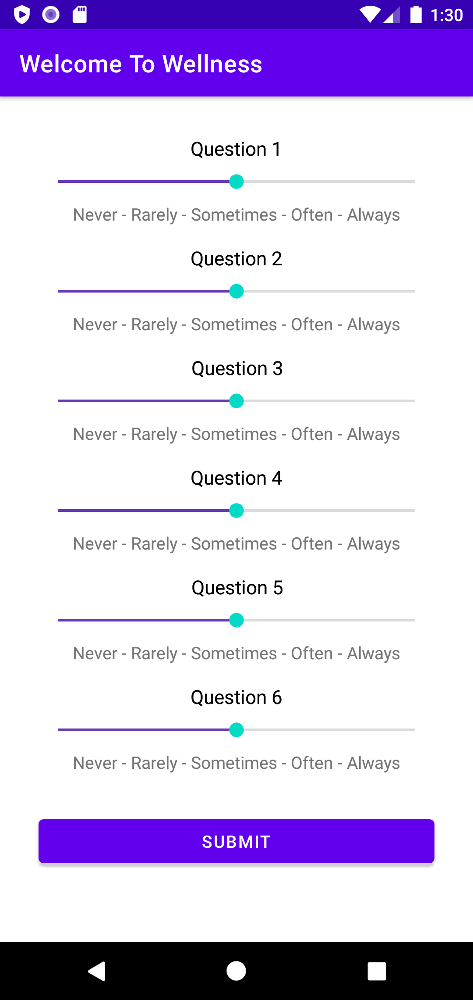 1:30
Welcome To Wellness
Question 1
Never - Rarely - Sometimes - Often - Always
Question 2
Never - Rarely - Sometimes - Often - Always
Question 3
Never - Rarely - Sometimes - Often - Always
Question 4
Never - Rarely - Sometimes - Often - Always
Question 5
Never - Rarely - Sometimes - Often - Always
Question 6
Never - Rarely - Sometimes - Often - Always
SUBMIT